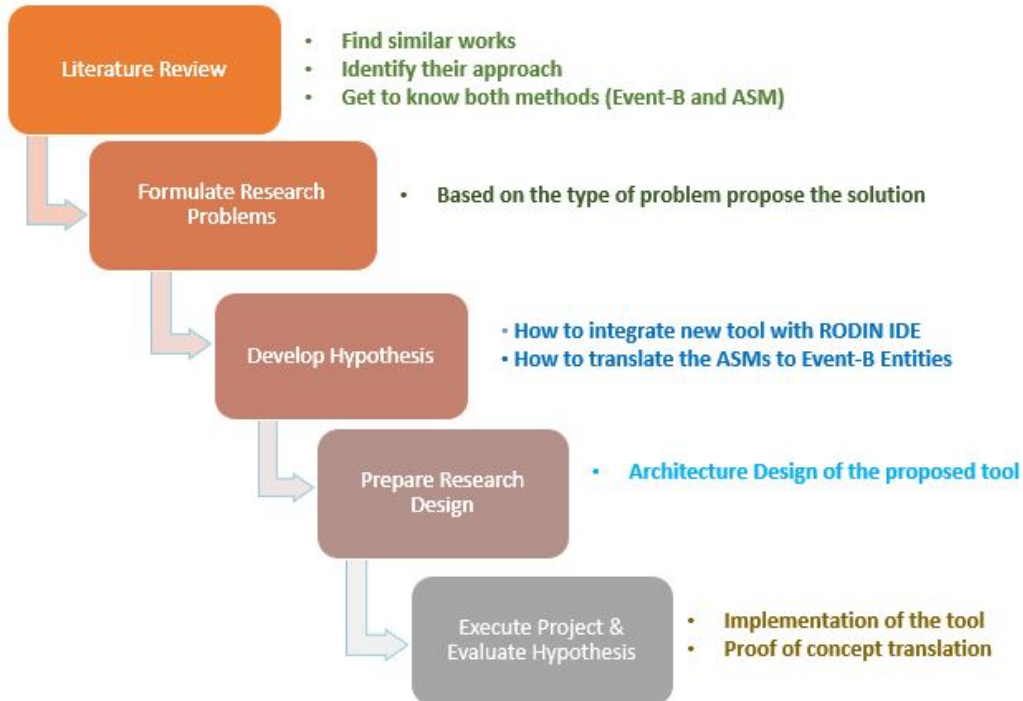 Literature Review
• Find similar works
• Identify their approach
• Get to know both methods (Event-B and ASM)
Formulate Research
Problems
• Based on the type of problem propose the solution
Develop Hypothesis
• How to integrate new tool with RODIN IDE
• How to translate the ASMs to Event-B Entities
Prepare Research
Design
• Architecture Design of the proposed tool
Execute Project &
Evaluate Hypothesis
• Implementation of the tool
• Proof of concept translation